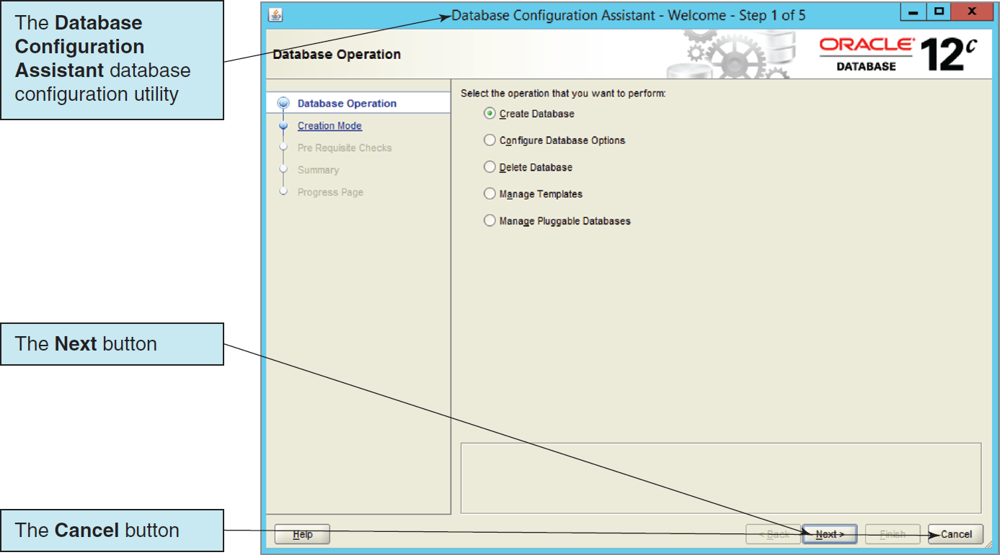 The Database
Configuration
Assistant database
configuration utility
The Next button
The Cancel button
Database Configuration Assistant - Welcome - Step 1 of 5
Database Operation
ORACLE
DATABASE
12c
Database Operation
Creation Mode
Pre Requisite Checks
Summary
Progress Page
Select the operation that you want to perform:
Create Database
Configure Database Options
Delete Database
Manage Templates
Manage Pluggable Databases
Help
< Back
Next >
Finish
Cancel